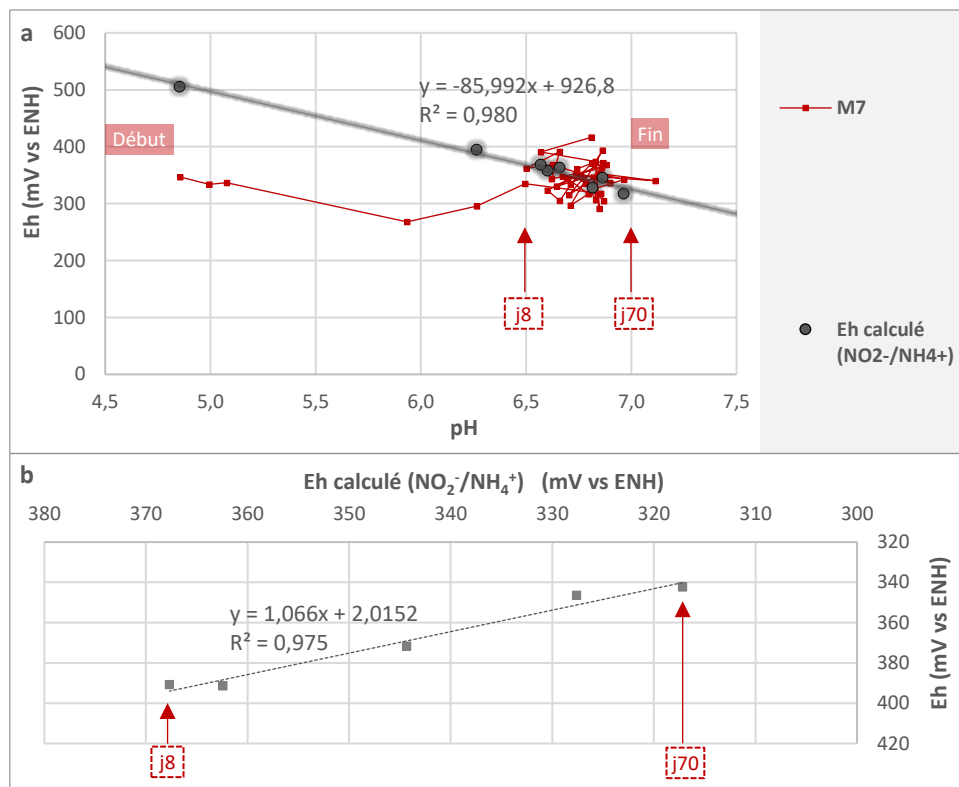 a
600
500
400
300
200
100
0
Eh (mV vs ENH)
y = -85,992x + 926,8
R² = 0,980
Début
Fin
j8
j70
4,5
5,0
5,5
6,0
6,5
7,0
7,5
pH
M7
Eh calculé
(NO2-/NH4+)
b
Eh calculé (NO₂⁻/NH₄⁺) (mV vs ENH)
380
370
360
350
340
330
320
310
300
320
340
360
380
400
420
Eh (mV vs ENH)
y = 1,066x + 2,0152
R² = 0,975
j8
j70